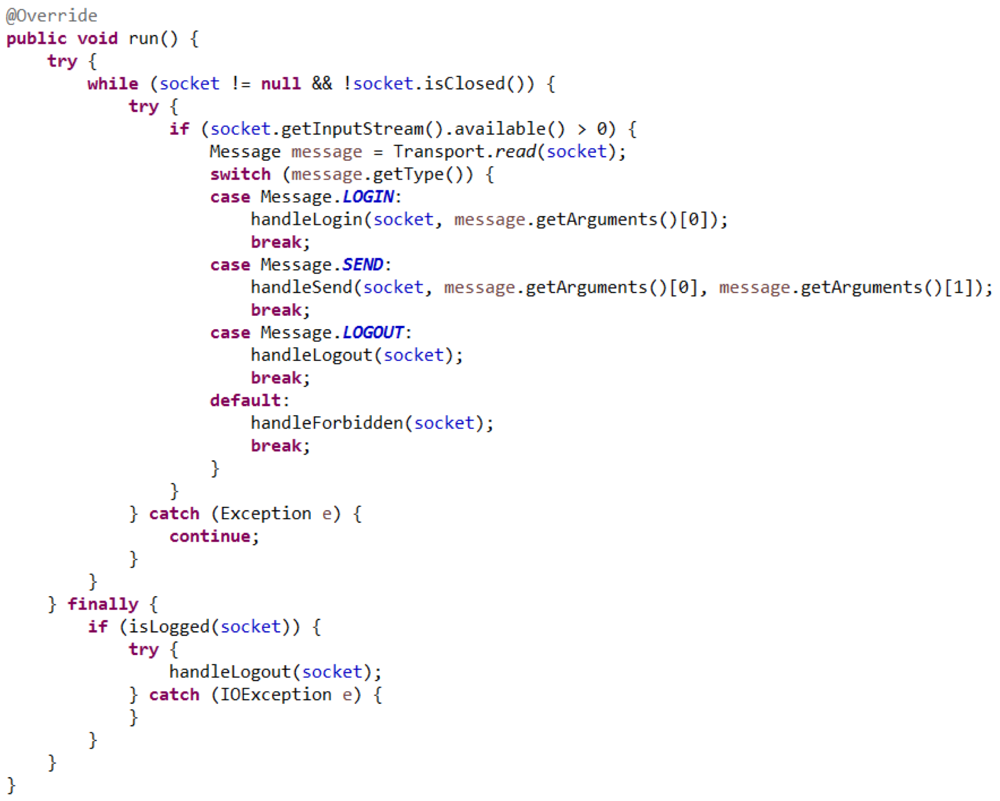 @Override
public void run() {
    try {
        while (socket != null && !socket.isClosed()) {
            try {
                if (socket.getInputStream().available() > 0) {
                    Message message = Transport.read(socket);
                    switch (message.getType()) {
                    case Message.LOGIN:
                        handleLogin(socket, message.getArguments()[0]);
                        break;
                    case Message.SEND:
                        handleSend(socket, message.getArguments()[0], message.getArguments()[1]);
                        break;
                    case Message.LOGOUT:
                        handleLogout(socket);
                        break;
                    default:
                        handleForbidden(socket);
                        break;
                    }
                }
            } catch (Exception e) {
                continue;
            }
        }
    } finally {
        if (isLogged(socket)) {
            try {
                handleLogout(socket);
            } catch (IOException e) {
            }
        }
    }
}